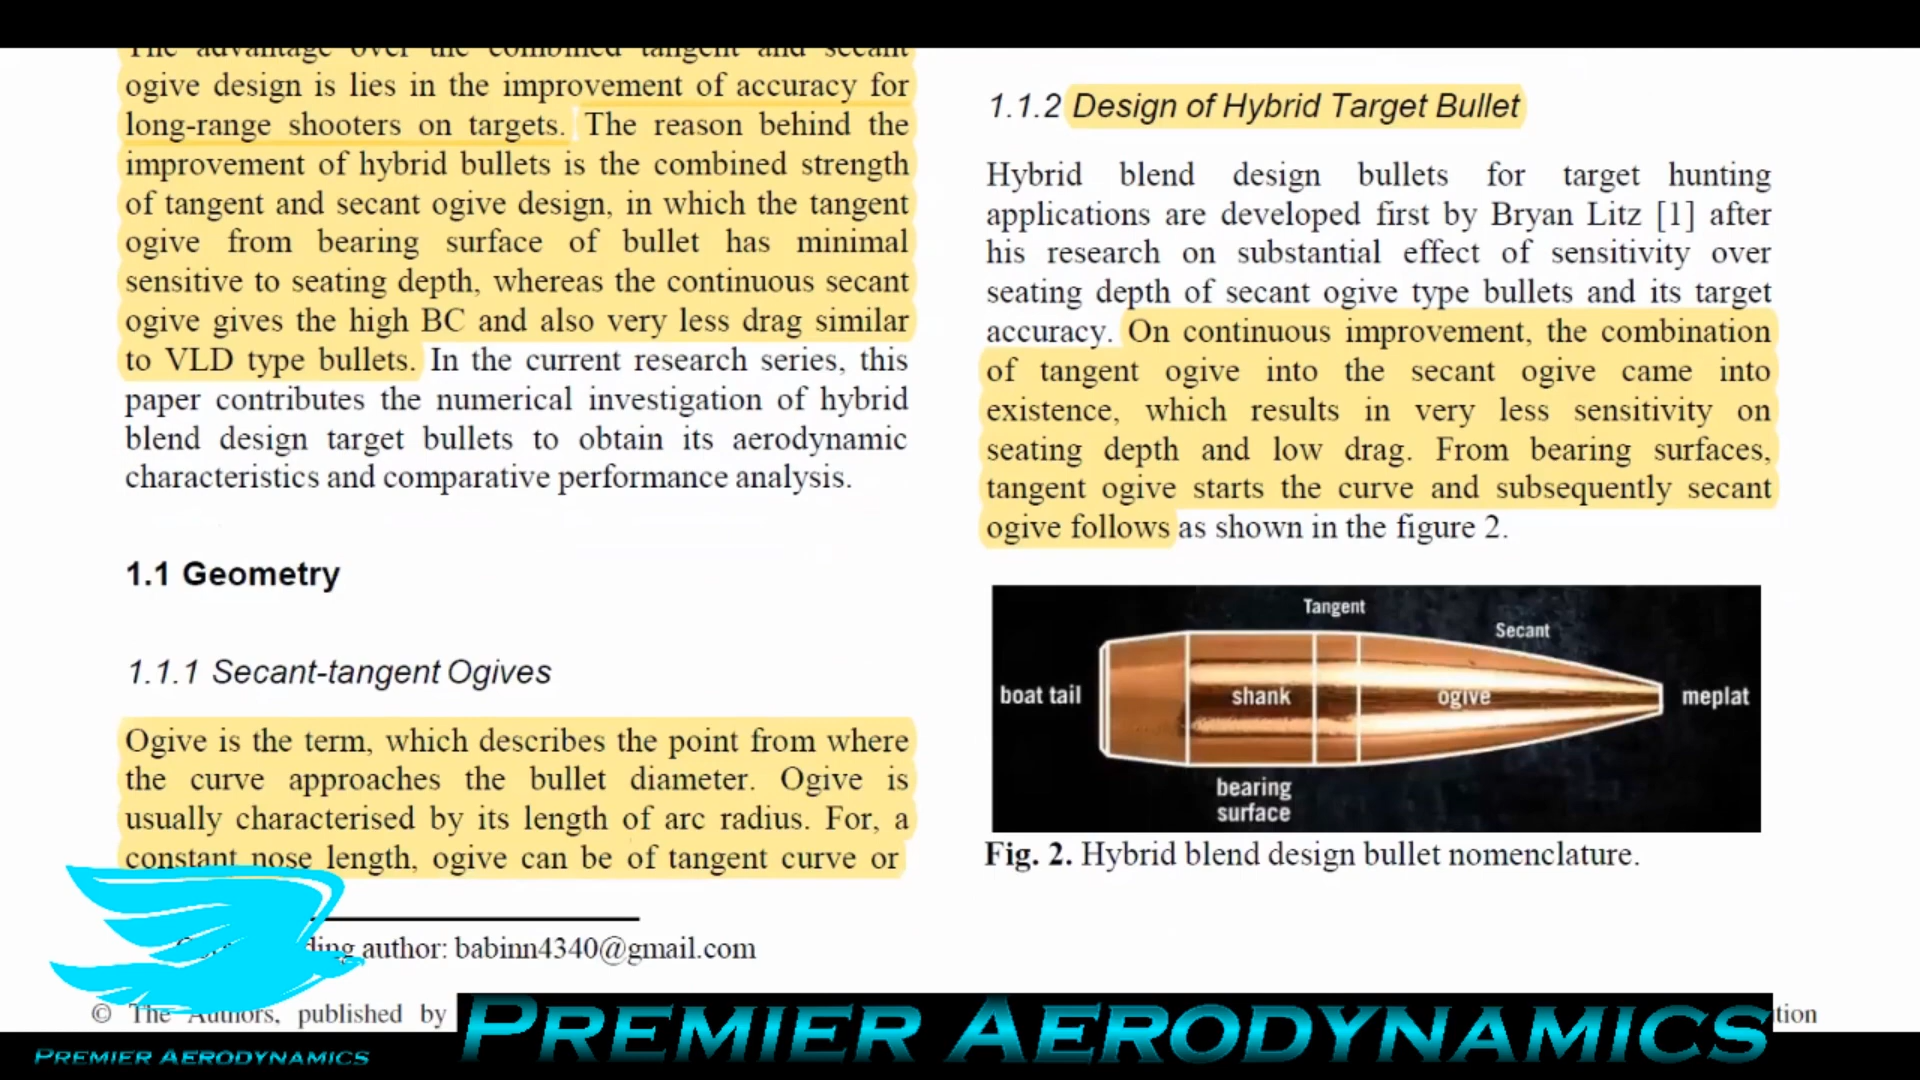 The advantage over the combined tangent and secant
ogive design is lies in the improvement of accuracy for
long-range shooters on targets. The reason behind the
improvement of hybrid bullets is the combined strength
of tangent and secant ogive design, in which the tangent
ogive from bearing surface of bullet has minimal
sensitive to seating depth, whereas the continuous secant
ogive gives the high BC and also very less drag similar
to VLD type bullets. In the current research series, this
paper contributes the numerical investigation of hybrid
blend design target bullets to obtain its aerodynamic
characteristics and comparative performance analysis.
1.1 Geometry
1.1.1 Secant-tangent Ogives
Ogive is the term, which describes the point from where
the curve approaches the bullet diameter. Ogive is
usually characterised by its length of arc radius. For, a
constant nose length, ogive can be of tangent curve or
author: babinn4340@gmail.com
© The Authors, published by
1.1.2 Design of Hybrid Target Bullet
Hybrid blend design bullets for target hunting
applications are developed first by Bryan Litz [1] after
his research on substantial effect of sensitivity over
seating depth of secant ogive type bullets and its target
accuracy. On continuous improvement, the combination
of tangent ogive into the secant ogive came into
existence, which results in very less sensitivity on
seating depth and low drag. From bearing surfaces,
tangent ogive starts the curve and subsequently secant
ogive follows as shown in the figure 2.
Tangent
Secant
boat tail
shank
ogive
meplat
bearing
surface
Fig. 2. Hybrid blend design bullet nomenclature.
tion
PREMIER AERODYNAMICS
PREMIER AERODYNAMICS